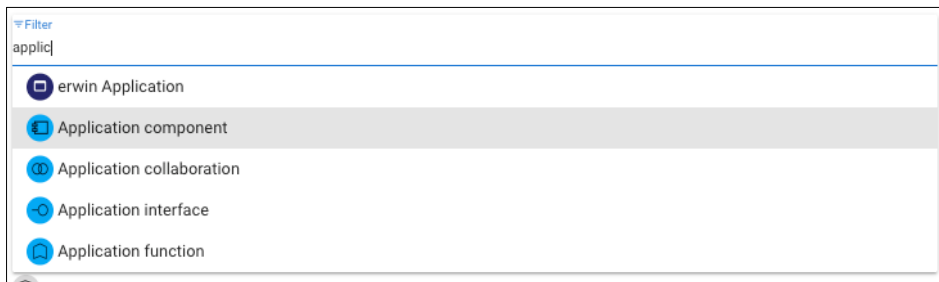 Filter
applic
erwin Application
Application component
Application collaboration
Application interface
Application function